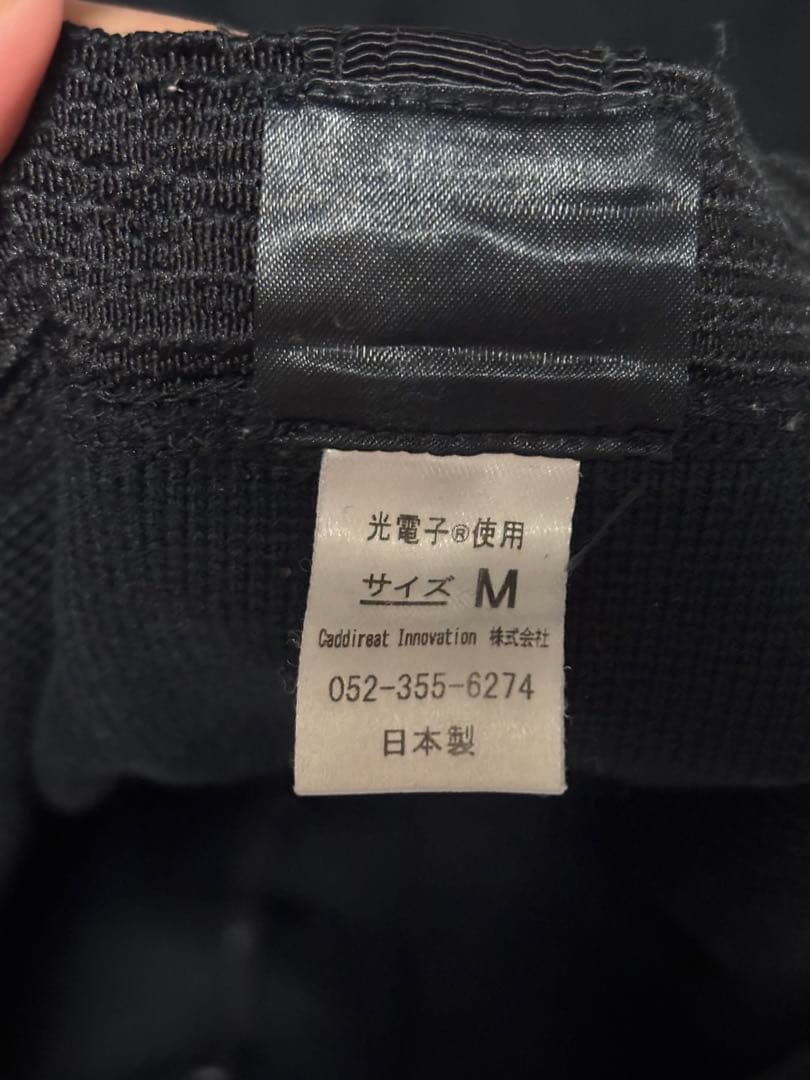 光電子®使用
サイズ M
Caddireat Innovation 株式会社
052-355-6274
日本製